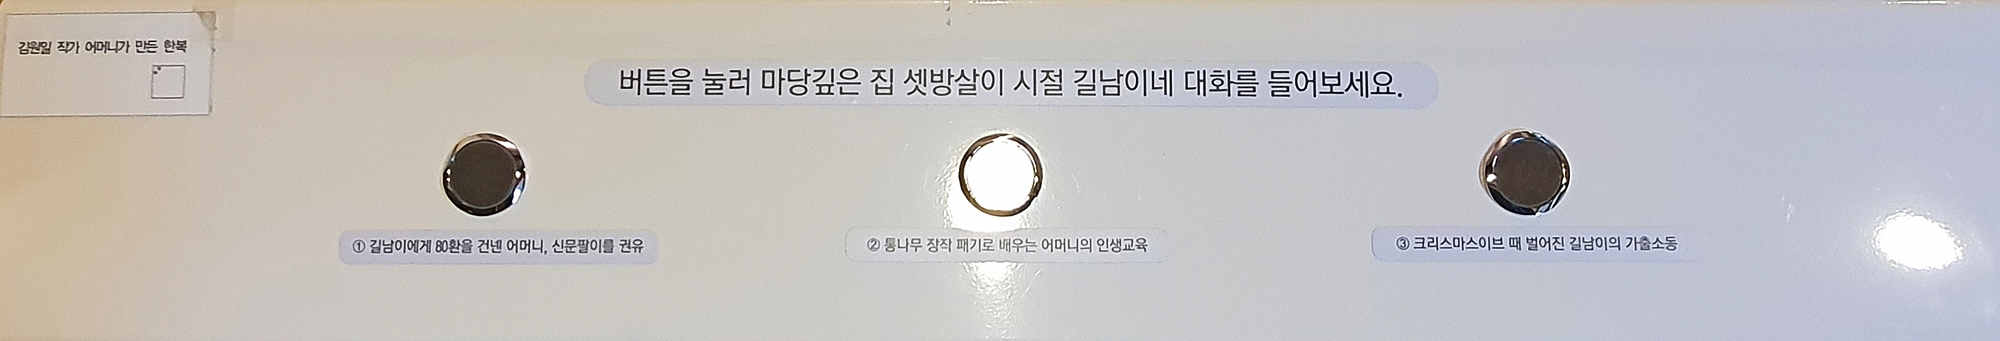 김원일 작가 어머니가 만든 한복
버튼을 눌러 마당깊은 집 셋방살이 시절 길남이네 대화를 들어보세요.
① 길남이에게 80환을 건넨 어머니, 신문팔이를 권유
② 통나무 장작 패기로 배우는 어머니의 인생교육
③ 크리스마스이브 때 벌어진 길남이의 가출소동